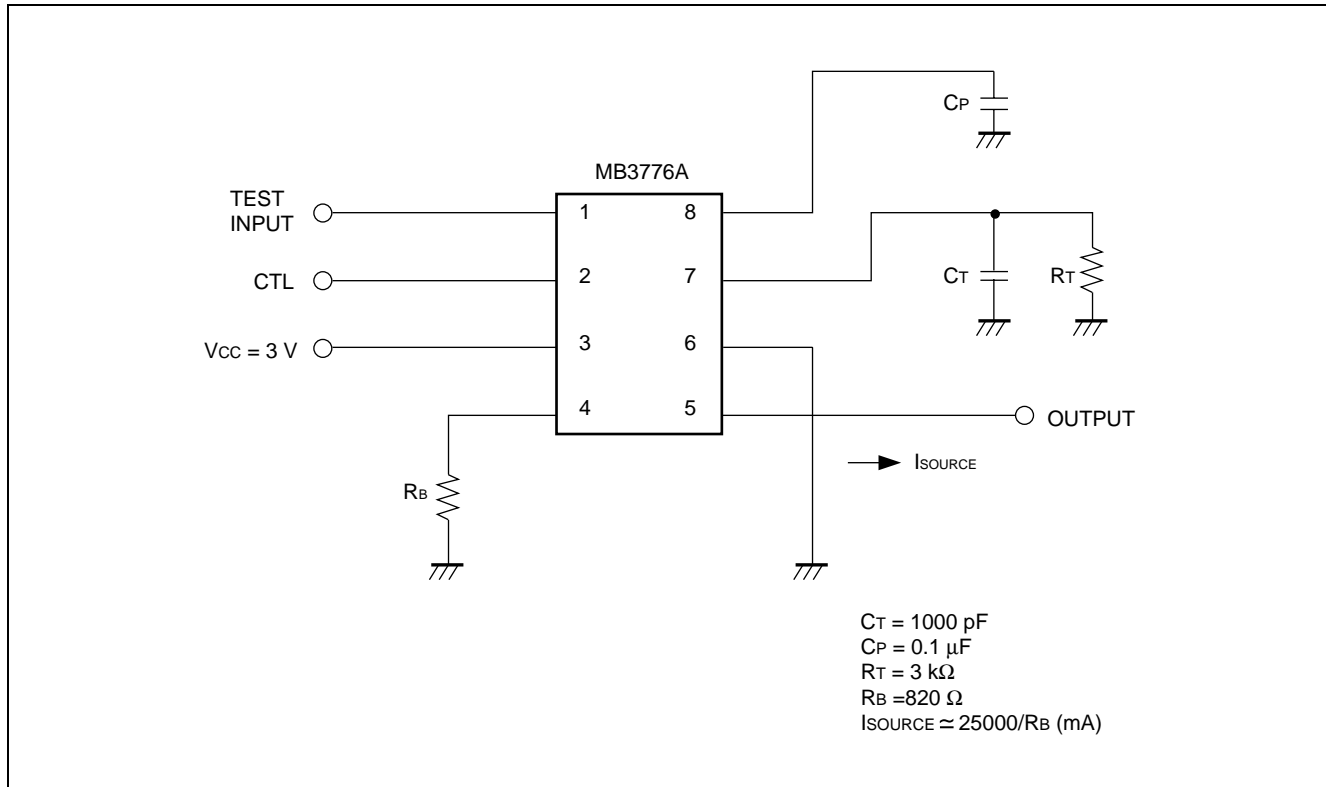 MB3776A
TEST
INPUT
CTL
VCC = 3 V
1
2
3
4
8
7
6
5
CP
CT
RT
OUTPUT
ISOURCE
RB
CT = 1000 pF
CP = 0.1 μF
RT = 3 kΩ
RB =820 Ω
ISOURCE ≃ 25000/RB (mA)